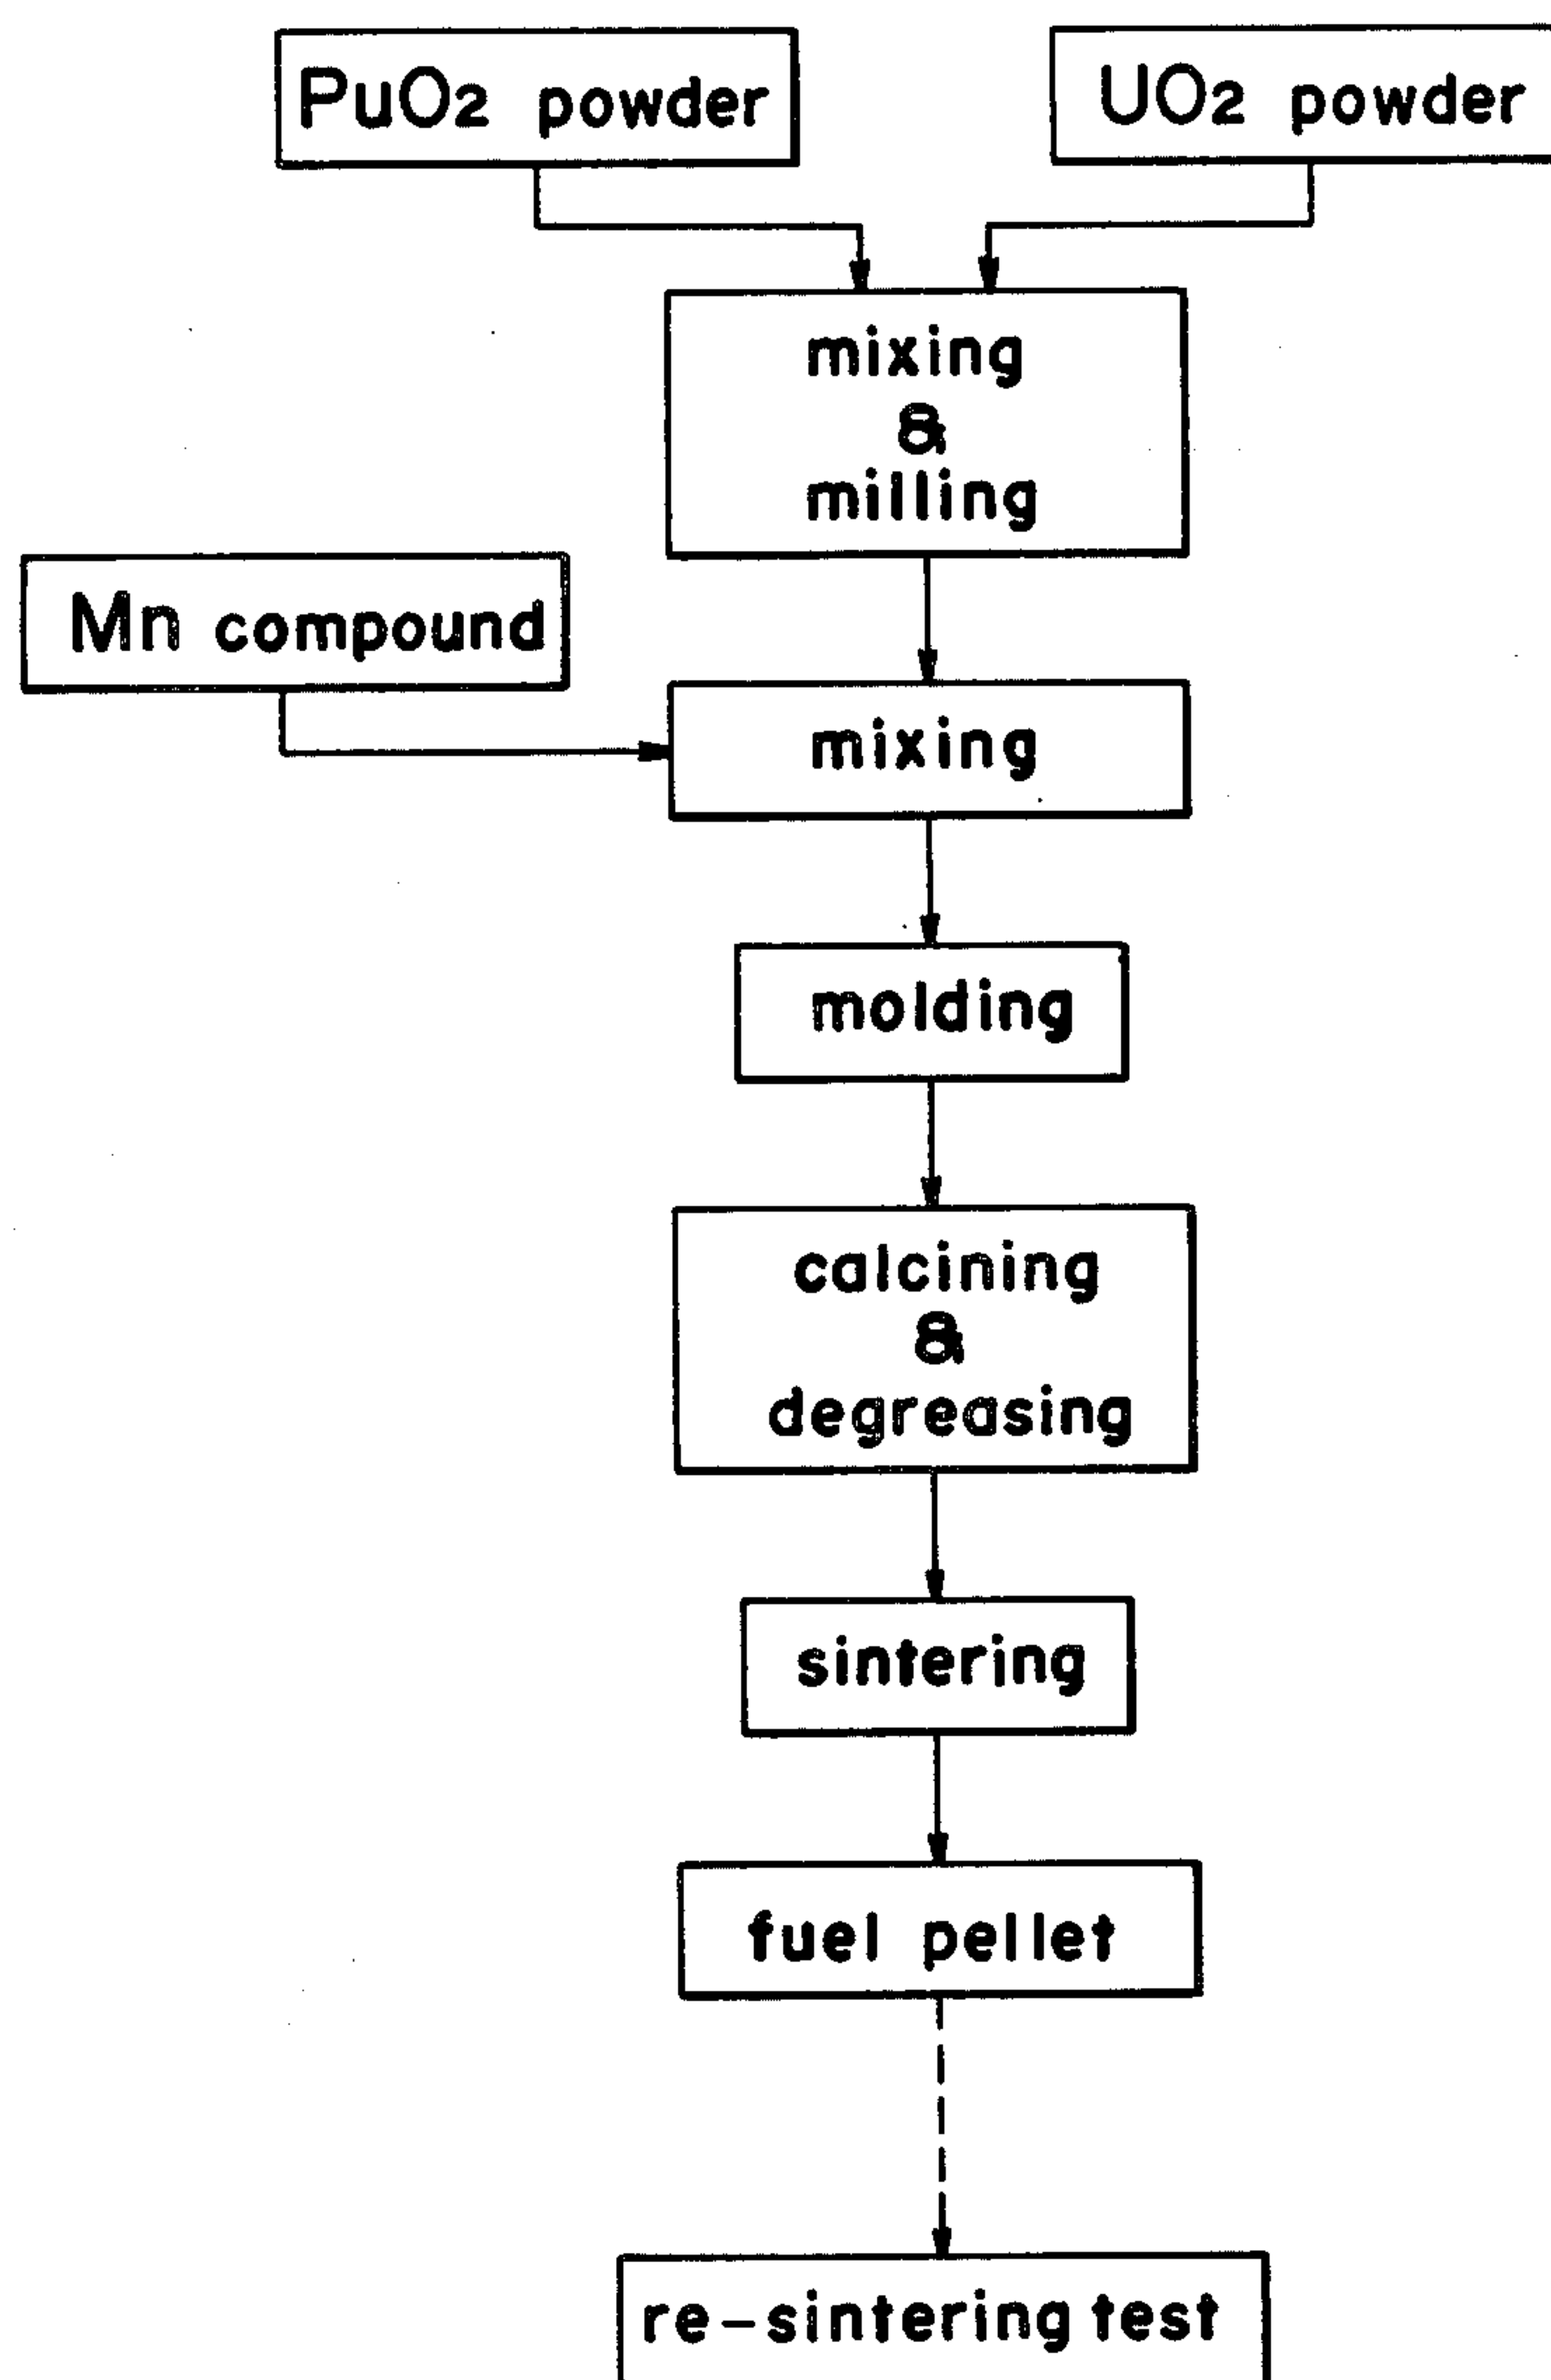 PuO2 powder
UO2 powder
mixing
&
milling
Mn compound
mixing
molding
calcining
&
degreasing
sintering
fuel pellet
re-sintering test